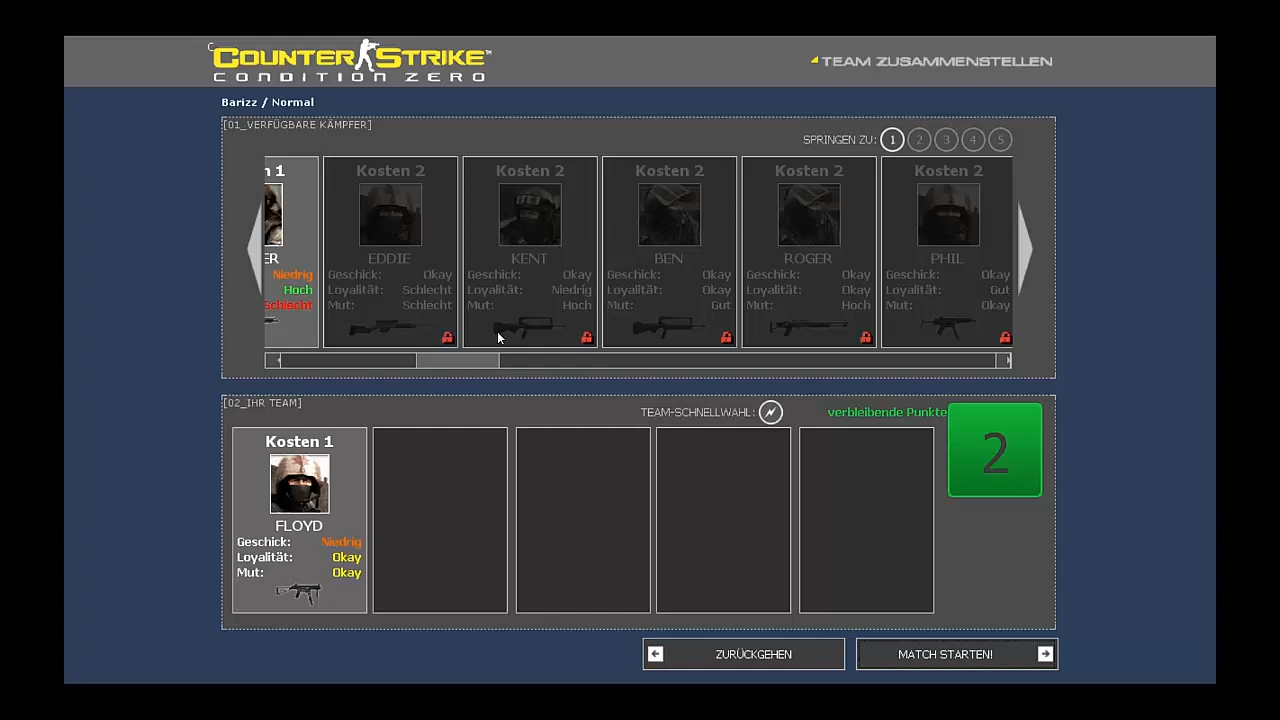 COUNTER STRIKE™
CONDITION ZERO
TEAM ZUSAMMENSTELLEN
Barizz / Normal
[01_VERFÜGBARE KÄMPFER]
SPRINGEN ZU: 1 2 3 4 5
n 1
ER
Niedrig
Hoch
Schlecht
Kosten 2
EDDIE
Geschick: Okay
Loyalität: Schlecht
Mut: Schlecht
Kosten 2
KENT
Geschick: Okay
Loyalität: Niedrig
Mut: Hoch
Kosten 2
BEN
Geschick: Okay
Loyalität: Okay
Mut: Gut
Kosten 2
ROGER
Geschick: Okay
Loyalität: Okay
Mut: Hoch
Kosten 2
PHIL
Geschick: Okay
Loyalität: Gut
Mut: Okay
[02_IHR TEAM]
TEAM-SCHNELLWAHL:
verbleibende Punkte
2
Kosten 1
FLOYD
Geschick: Niedrig
Loyalität: Okay
Mut: Okay
ZURÜCKGEHEN
MATCH STARTEN!